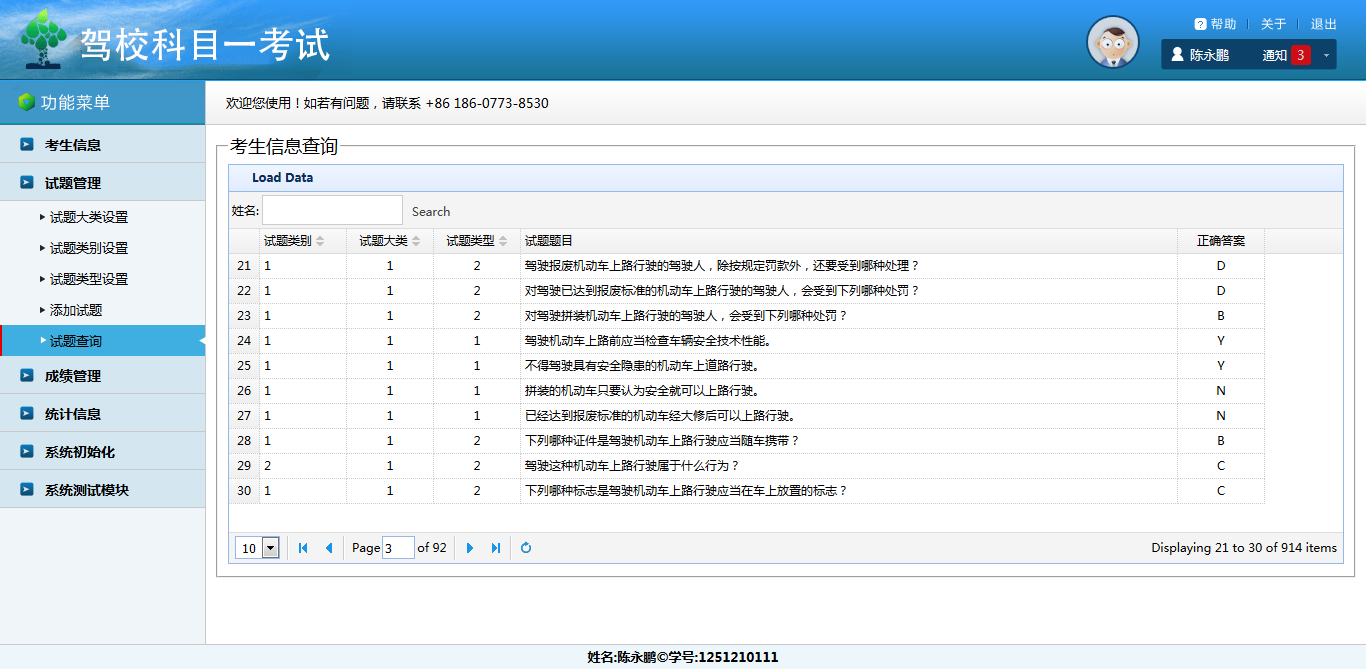 驾校科目一考试
帮助 关于 退出
陈永鹏 通知 3
功能菜单
欢迎您使用！如若有问题，请联系 +86 186-0773-8530
考生信息
试题管理
试题大类设置
试题类别设置
试题类型设置
添加试题
试题查询
成绩管理
统计信息
系统初始化
系统测试模块
考生信息查询
Load Data
姓名: Search
试题类别 试题大类 试题类型 试题题目 正确答案
21 1 1 2 驾驶报废机动车上路行驶的驾驶人，除按规定罚款外，还要受到哪种处理？ D
22 1 1 2 对驾驶已达到报废标准的机动车上路行驶的驾驶人，会受到下列哪种处罚？ D
23 1 1 2 对驾驶拼装机动车上路行驶的驾驶人，会受到下列哪种处罚？ B
24 1 1 1 驾驶机动车上路前应当检查车辆安全技术性能。 Y
25 1 1 1 不得驾驶具有安全隐患的机动车上道路行驶。 Y
26 1 1 1 拼装的机动车只要认为安全就可以上路行驶。 N
27 1 1 1 已经达到报废标准的机动车经大修后可以上路行驶。 N
28 1 1 2 下列哪种证件是驾驶机动车上路行驶应当随车携带？ B
29 2 1 2 驾驶这种机动车上路行驶属于什么行为？ C
30 1 1 2 下列哪种标志是驾驶机动车上路行驶应当在车上放置的标志？ C
10 Page 3 of 92 Displaying 21 to 30 of 914 items
姓名:陈永鹏©学号:1251210111